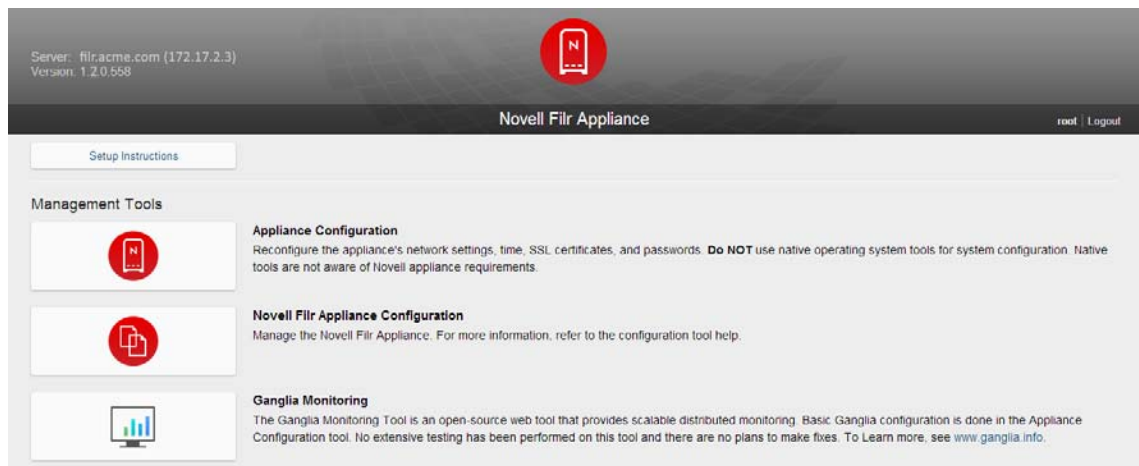 Server: filr.acme.com (172.17.2.3)
Version: 1.2.0.558
N
Novell Filr Appliance
root | Logout
Setup Instructions
Management Tools
N
Appliance Configuration
Reconfigure the appliance's network settings, time, SSL certificates, and passwords. Do NOT use native operating system tools for system configuration. Native
tools are not aware of Novell appliance requirements.
Novell Filr Appliance Configuration
Manage the Novell Filr Appliance. For more information, refer to the configuration tool help.
Ganglia Monitoring
The Ganglia Monitoring Tool is an open-source web tool that provides scalable distributed monitoring. Basic Ganglia configuration is done in the Appliance
Configuration tool. No extensive testing has been performed on this tool and there are no plans to make fixes. To Learn more, see www.ganglia.info.